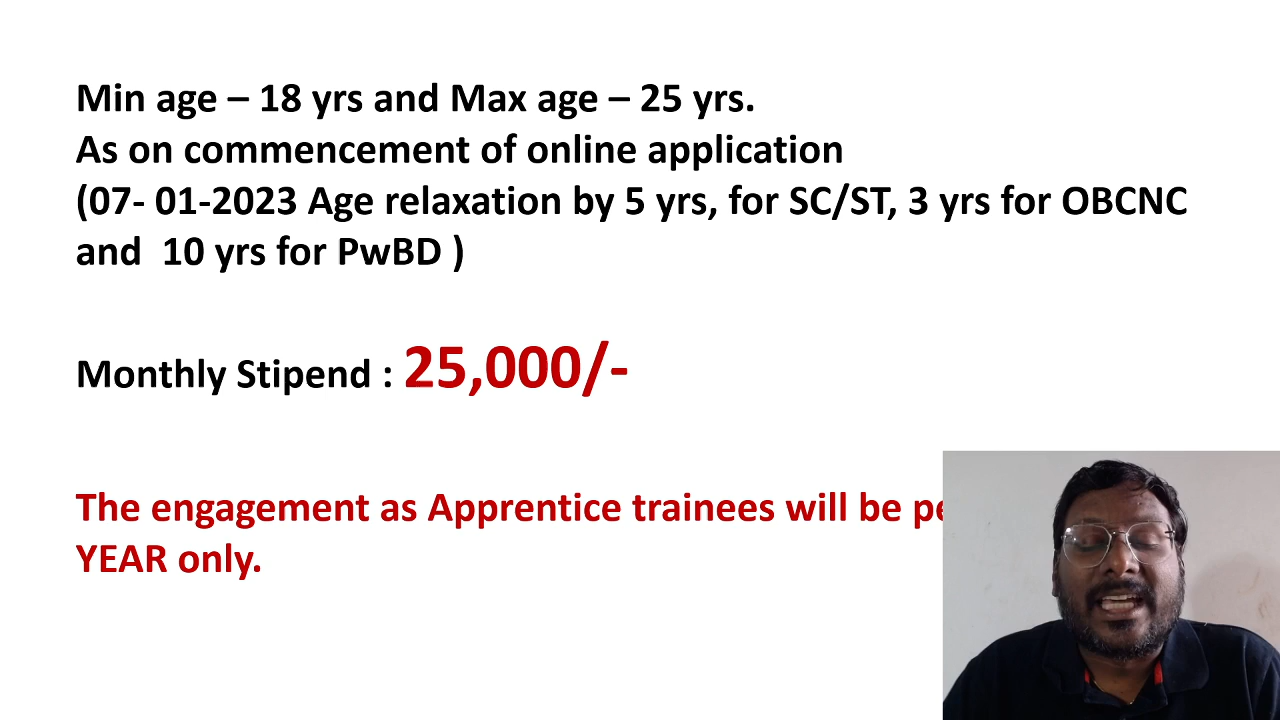 Min age – 18 yrs and Max age – 25 yrs.
As on commencement of online application
(07- 01-2023 Age relaxation by 5 yrs, for SC/ST, 3 yrs for OBCNC
and  10 yrs for PwBD )
Monthly Stipend : 25,000/-
The engagement as Apprentice trainees will be
YEAR only.